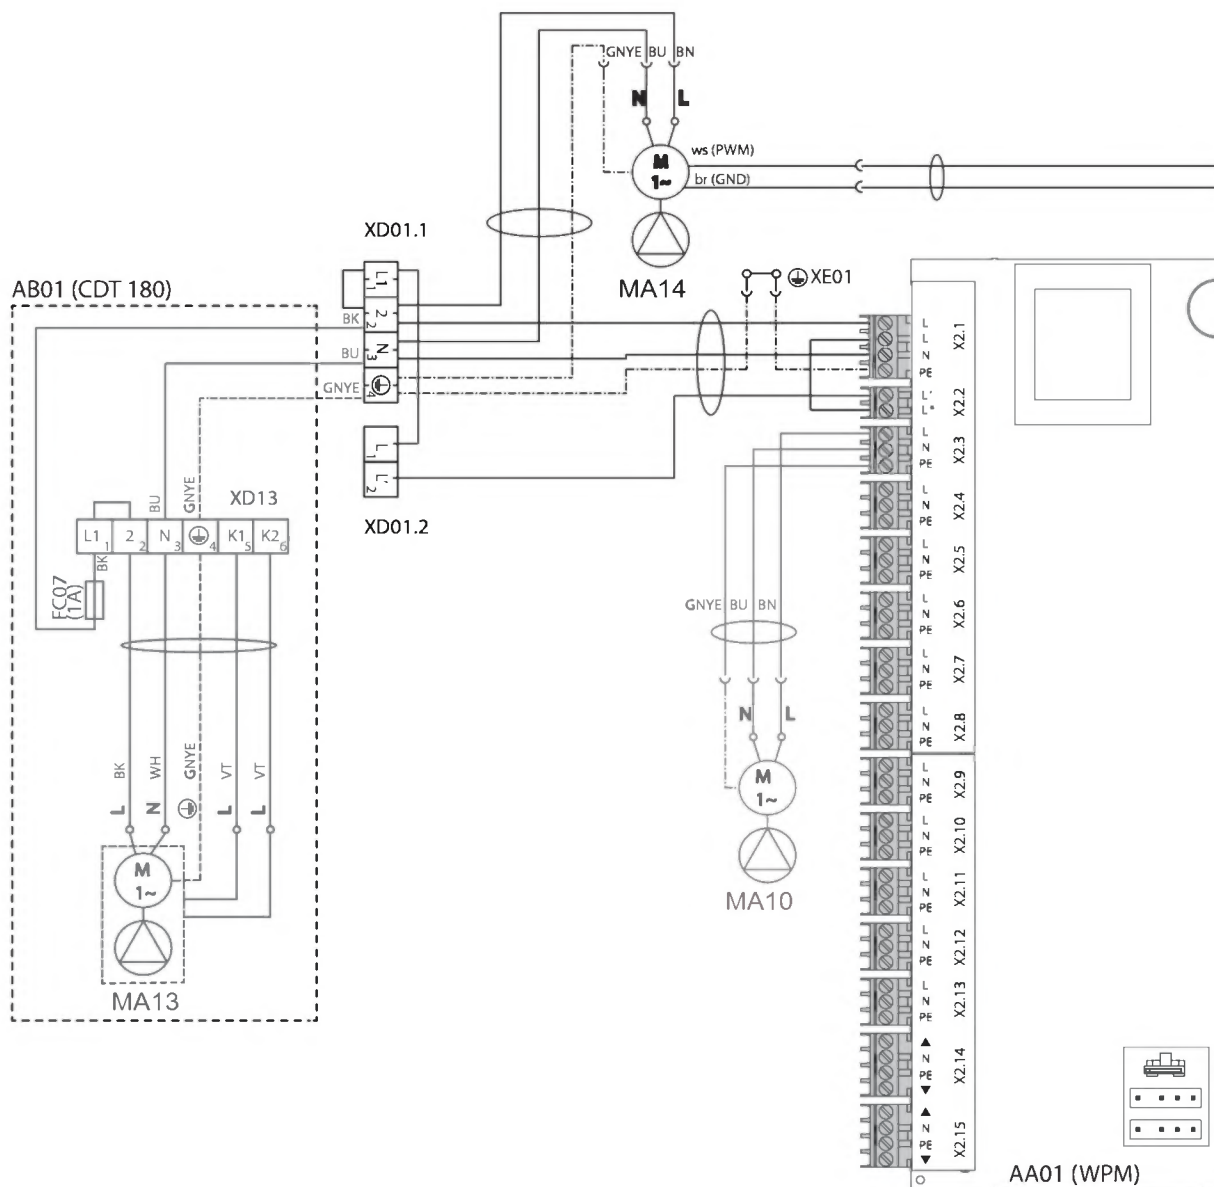 GNYE BU BN
N L
ws (PWM)
M
1~
br (GND)
XD01.1
MA14
XE01
AB01 (CDT 180)
L1 1
2 2
N 3
4
BK
BU
GNYE
L 1
L' 2
XD01.2
L
L
N
PE
X2.1
L'
L*
X2.2
L
N
PE
X2.3
L
N
PE
X2.4
L
N
PE
X2.5
L
N
PE
X2.6
L
N
PE
X2.7
L
N
PE
X2.8
L
N
PE
X2.9
L
N
PE
X2.10
L
N
PE
X2.11
L
N
PE
X2.12
L
N
PE
X2.13
▲
N
PE
▼
X2.14
▲
N
PE
▼
X2.15
BU
GNYE
XD13
L1 1 2 2 N 3 4 K1 5 K2 6
BK
FC07
(1A)
GNYE BU BN
N L
M
1~
MA10
BK WH GNYE VT VT
L N L L
M
1~
MA13
AA01 (WPM)